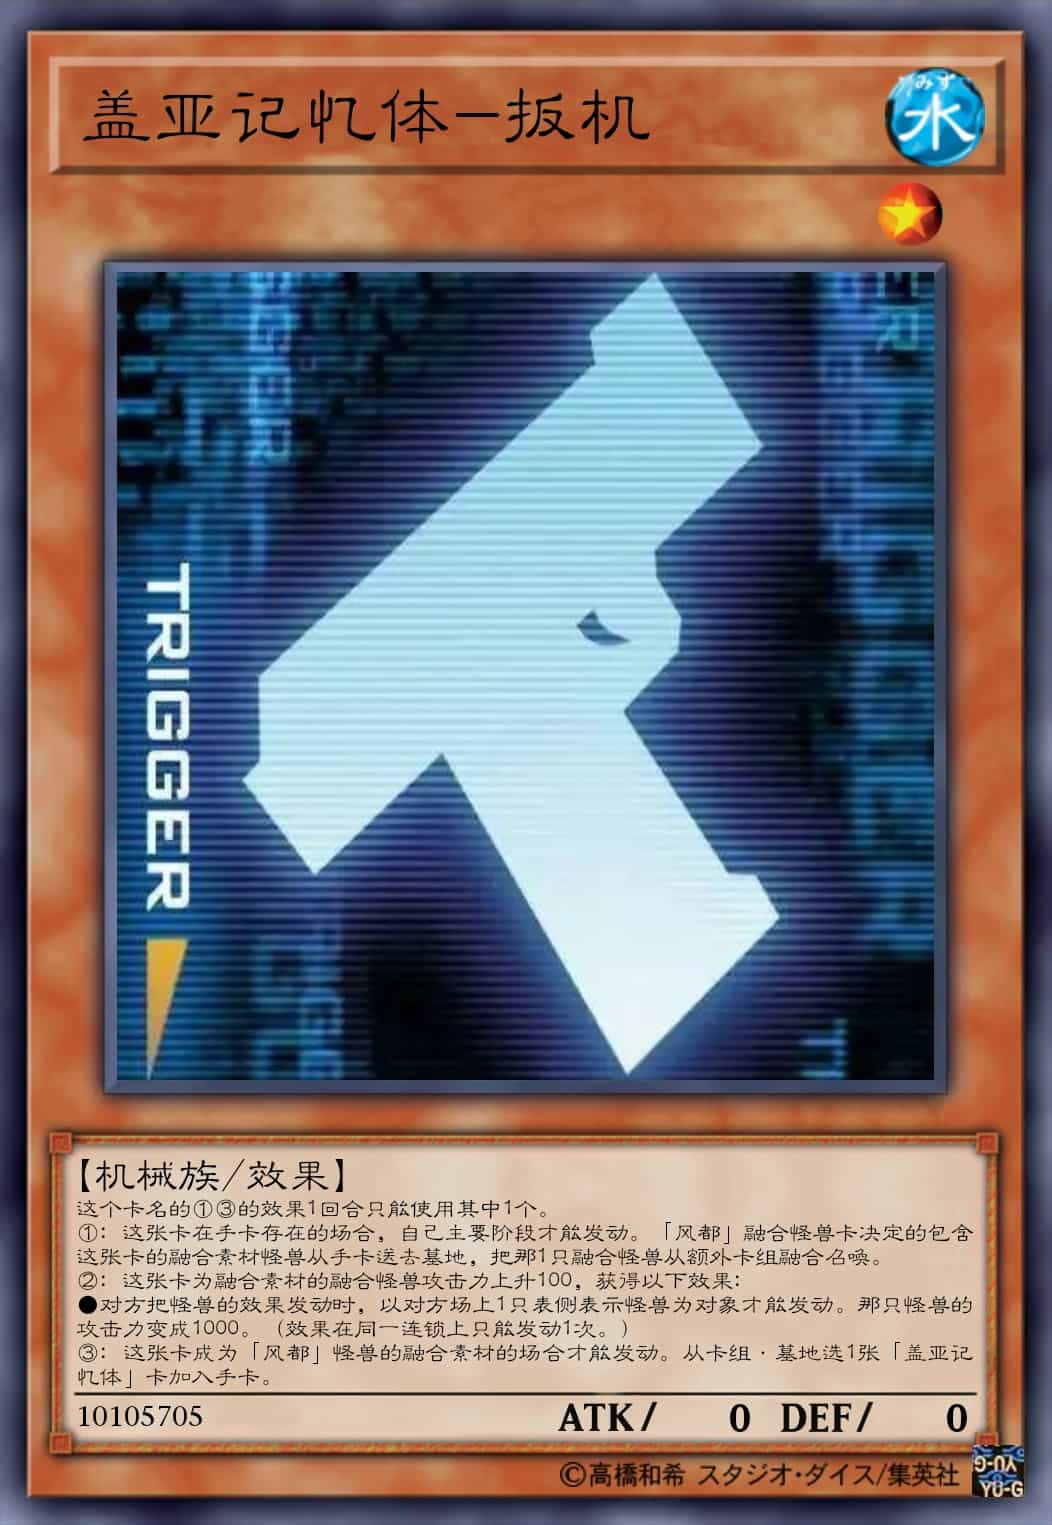 盖亚记忆体-扳机
みず
水
TRIGGER
【机械族/效果】
这个卡名的①③的效果1回合只能使用其中1个。
①：这张卡在手卡存在的场合，自己主要阶段才能发动。「风都」融合怪兽卡决定的包含
这张卡的融合素材怪兽从手卡送去墓地，把那1只融合怪兽从额外卡组融合召唤。
②：这张卡为融合素材的融合怪兽攻击力上升100，获得以下效果：
●对方把怪兽的效果发动时，以对方场上1只表侧表示怪兽为对象才能发动。那只怪兽的
攻击力变成1000。（效果在同一连锁上只能发动1次。）
③：这张卡成为「风都」怪兽的融合素材的场合才能发动。从卡组·墓地选1张「盖亚记
忆体」卡加入手卡。
10105705 ATK/ 0 DEF/ 0
©高橋和希 スタジオ・ダイス/集英社
YU-G